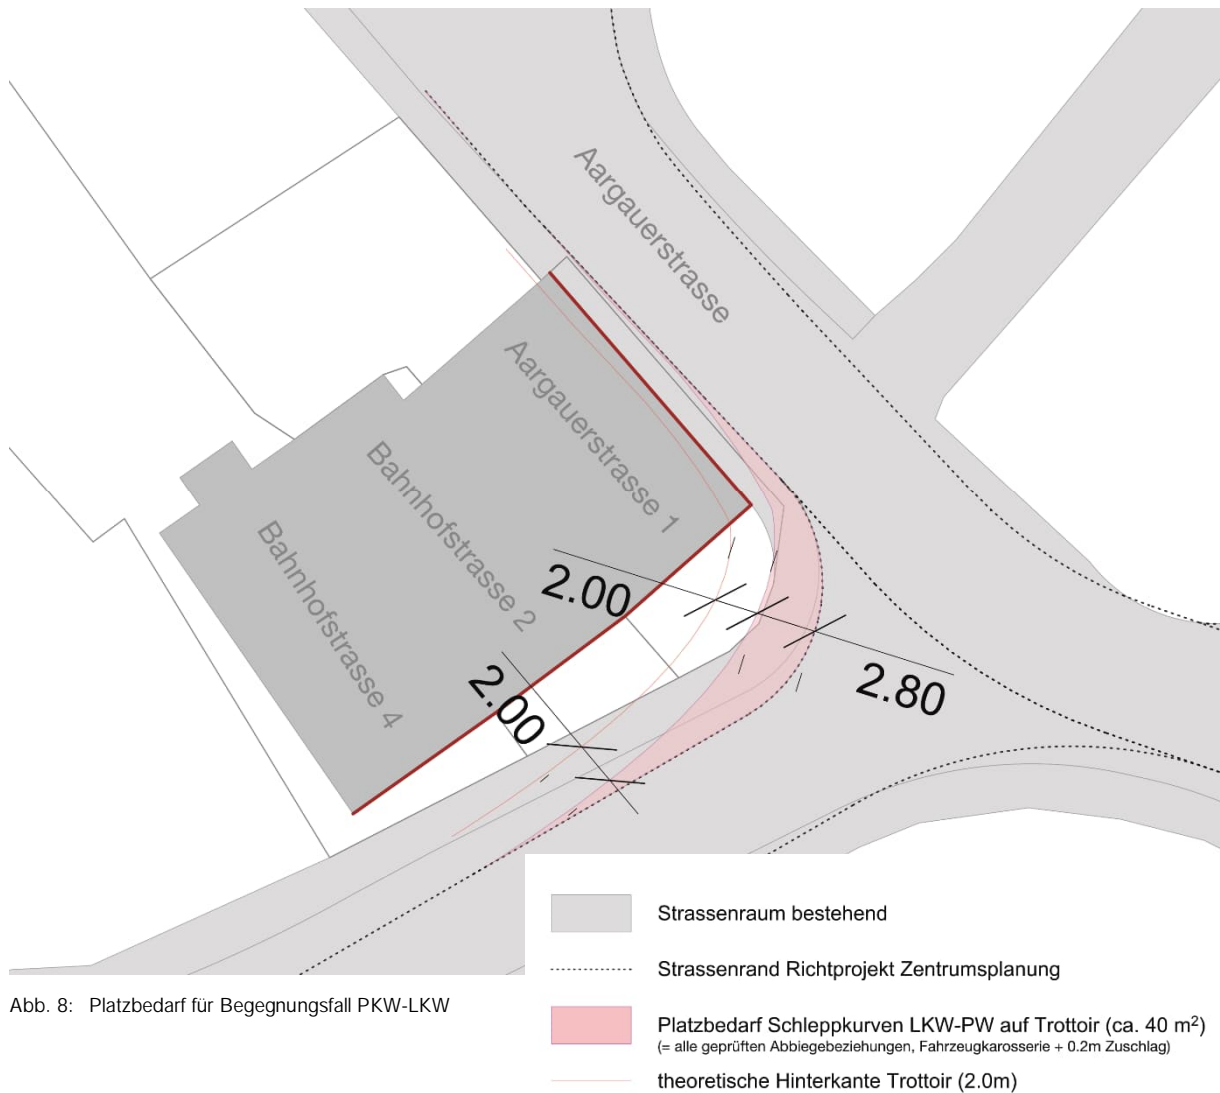 Aargauerstrasse
Aargauerstrasse 1
Bahnhofstrasse 2
Bahnhofstrasse 4
2.00
2.00
2.80
Strassenraum bestehend
Strassenrand Richtprojekt Zentrumsplanung
Abb. 8: Platzbedarf für Begegnungsfall PKW-LKW
Platzbedarf Schleppkurven LKW-PW auf Trottoir (ca. 40 m²)
(= alle geprüften Abbiegebeziehungen, Fahrzeugkarosserie + 0.2m Zuschlag)
theoretische Hinterkante Trottoir (2.0m)